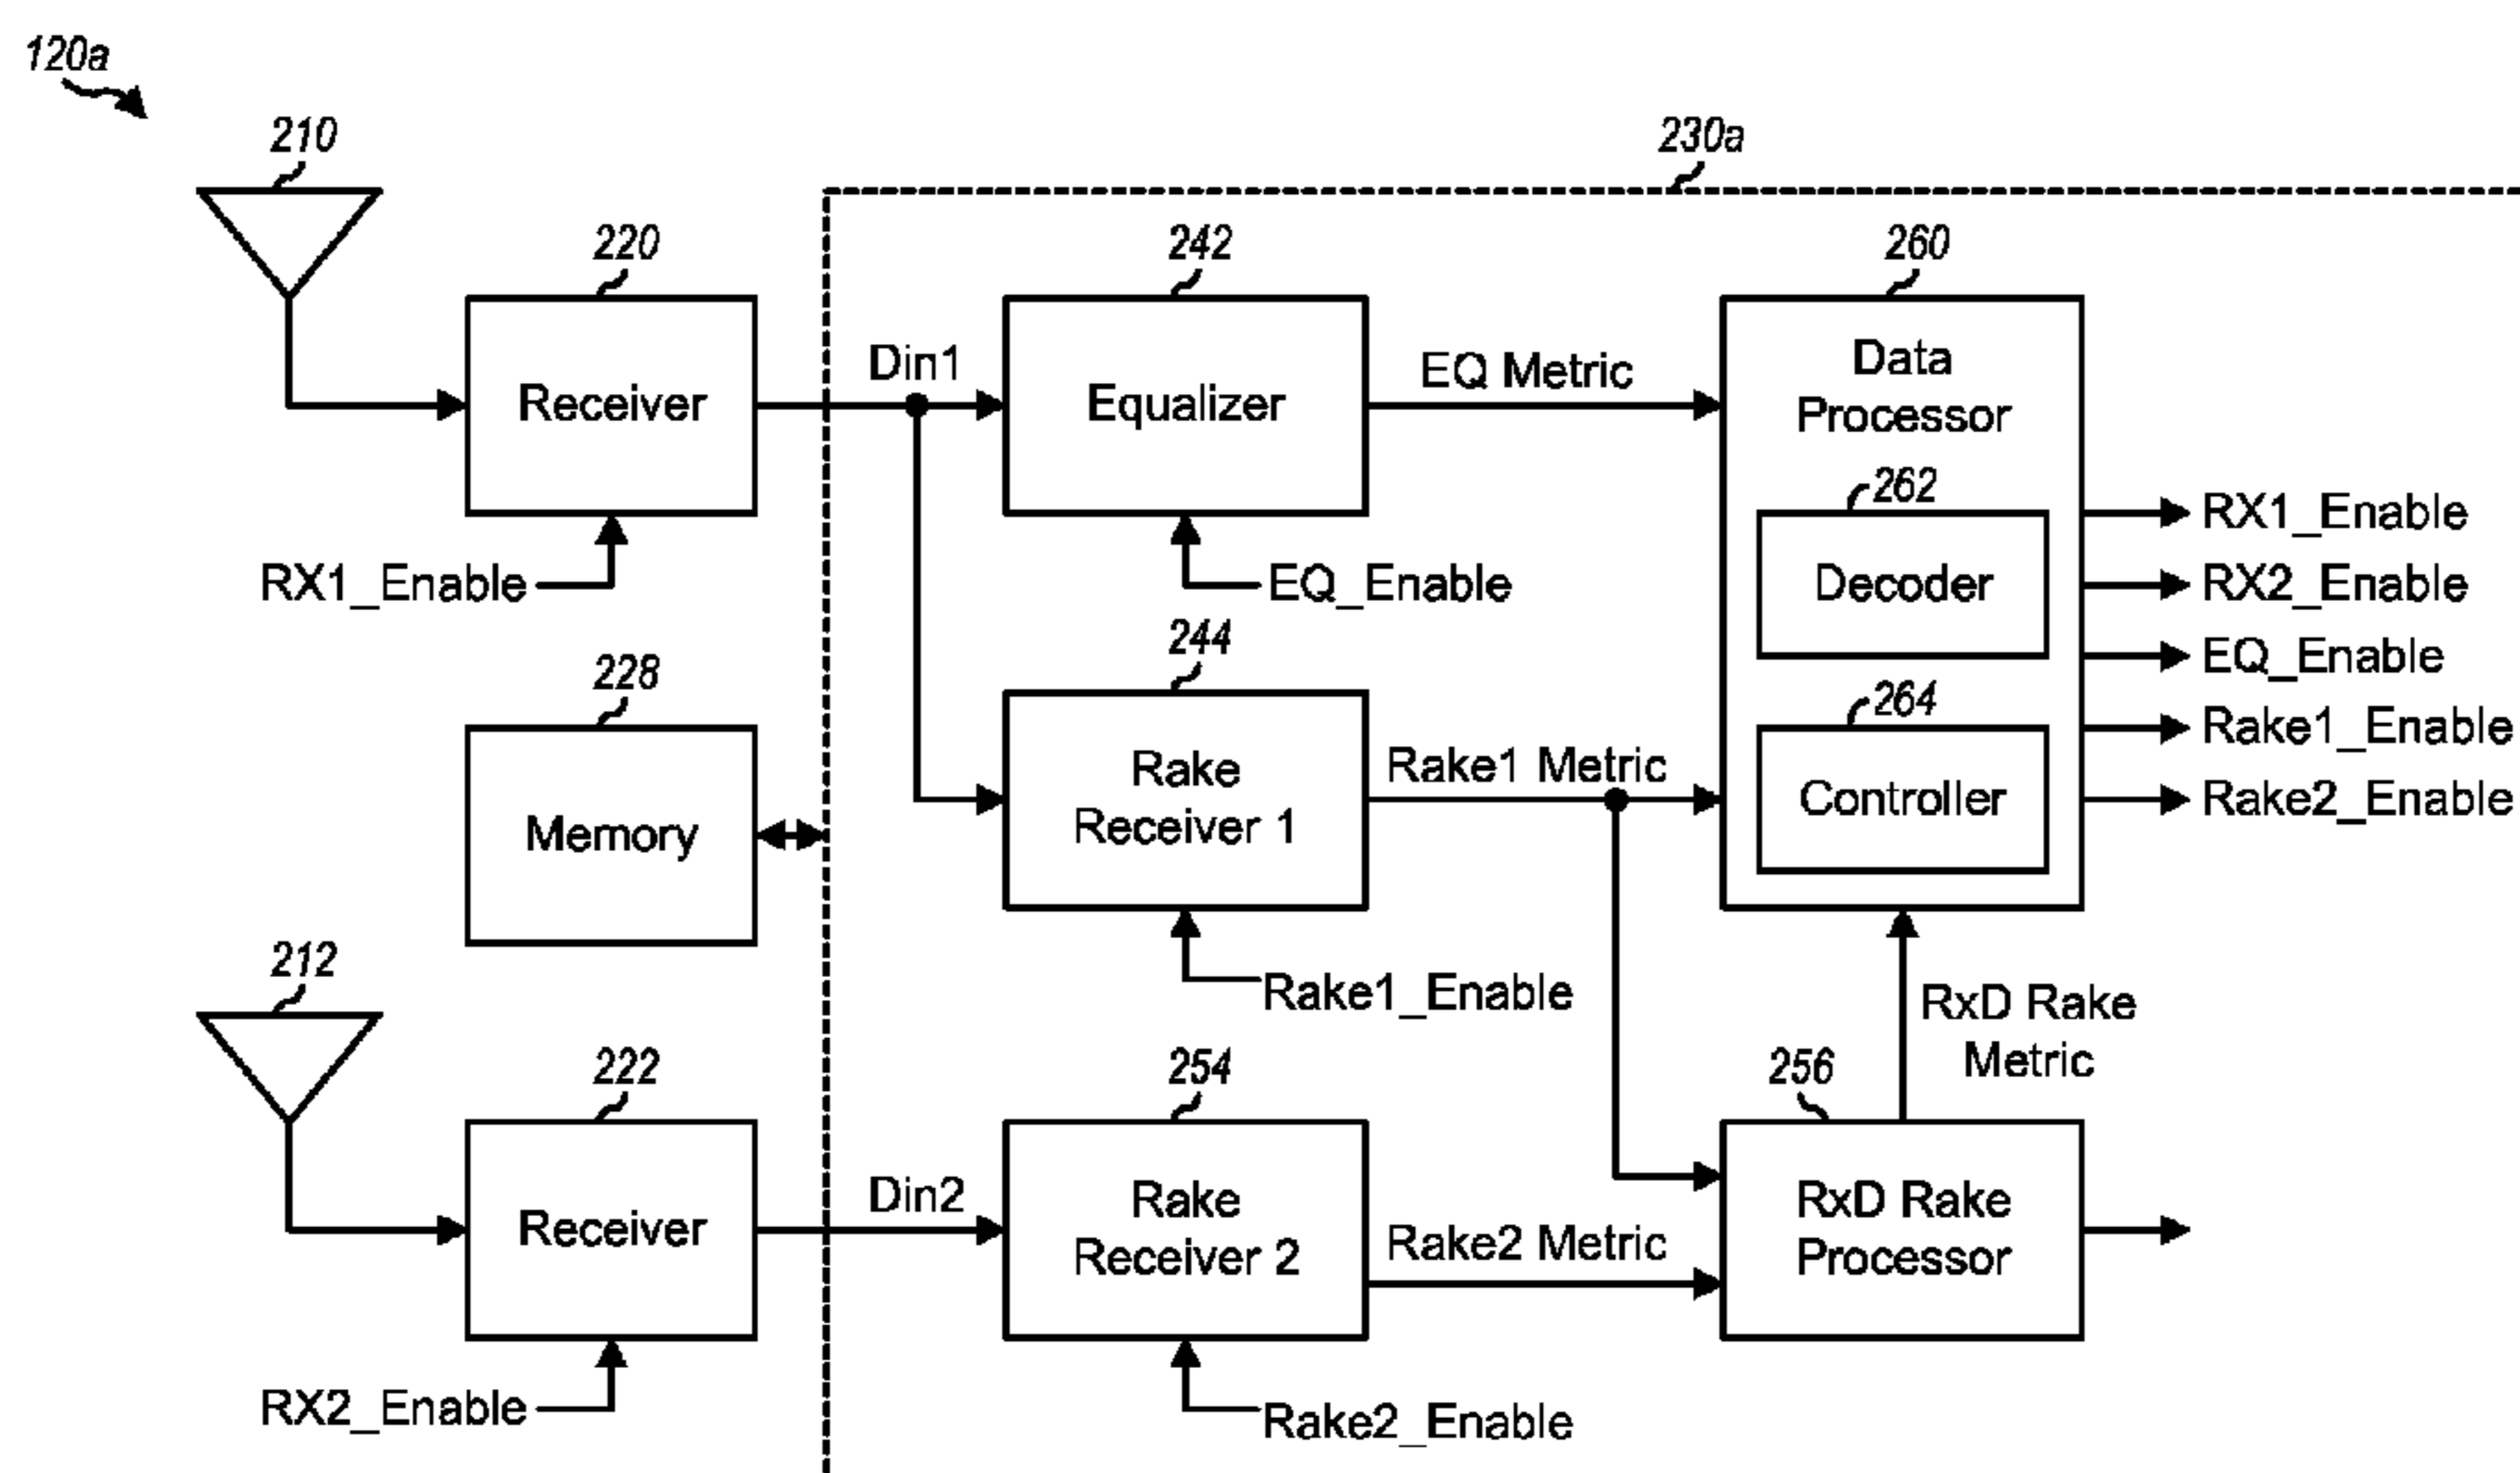 120a
210
230a
220
242
260
Receiver
Din1
Equalizer
EQ Metric
Data
Processor
262
Decoder
RX1_Enable
RX2_Enable
EQ_Enable
Rake1_Enable
Rake2_Enable
RX1_Enable
EQ_Enable
228
244
264
Memory
Rake
Receiver 1
Rake1 Metric
Controller
212
Rake1_Enable
RxD Rake
Metric
222
254
256
Receiver
Din2
Rake
Receiver 2
Rake2 Metric
RxD Rake
Processor
RX2_Enable
Rake2_Enable